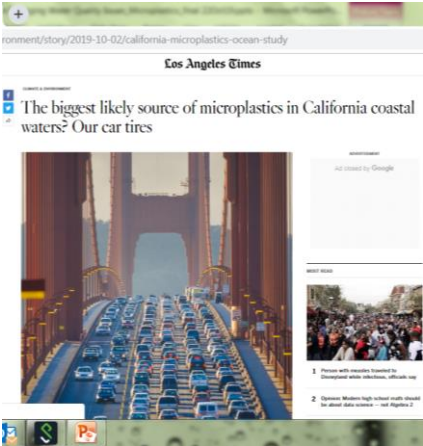 ronment/story/2019-10-02/california-microplastics-ocean-study
Los Angeles Times
CLIMATE & ENVIRONMENT
The biggest likely source of microplastics in California coastal
waters? Our car tires
ADVERTISEMENT
Ad closed by Google
MOST READ
1 Person with measles traveled to
Disneyland while infectious, officials say
2 Opinion: Modern high school math should
be about data science — not Algebra 2